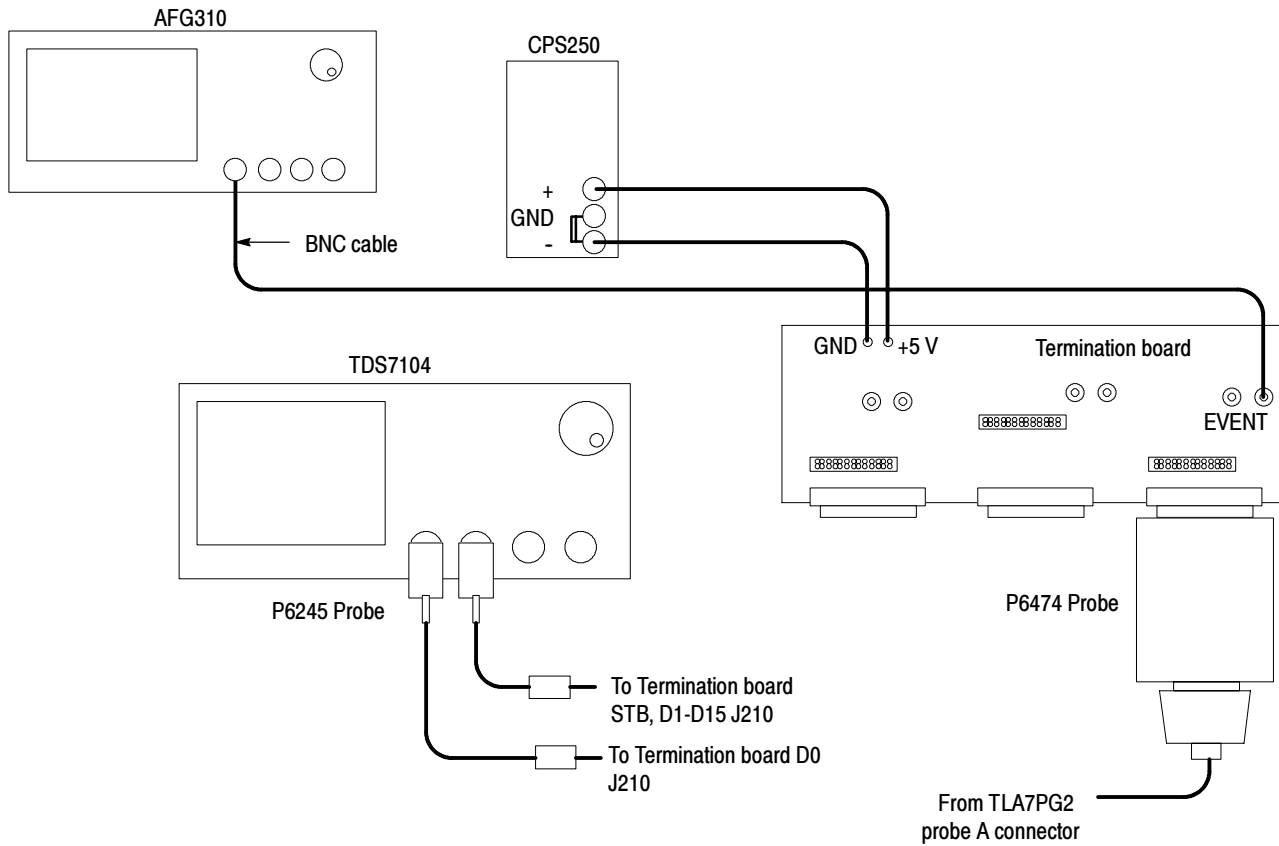 AFG310
CPS250
+
GND
-
BNC cable
GND
+5 V
Termination board
EVENT
TDS7104
P6245 Probe
P6474 Probe
To Termination board
STB, D1-D15 J210
To Termination board D0
J210
From TLA7PG2
probe A connector